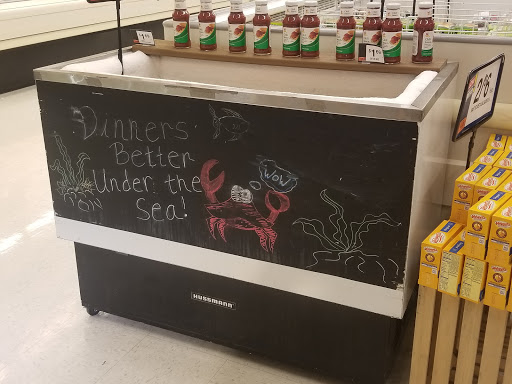 Dinners
Better
Under the
Sea!
WOW
HUSSMANN